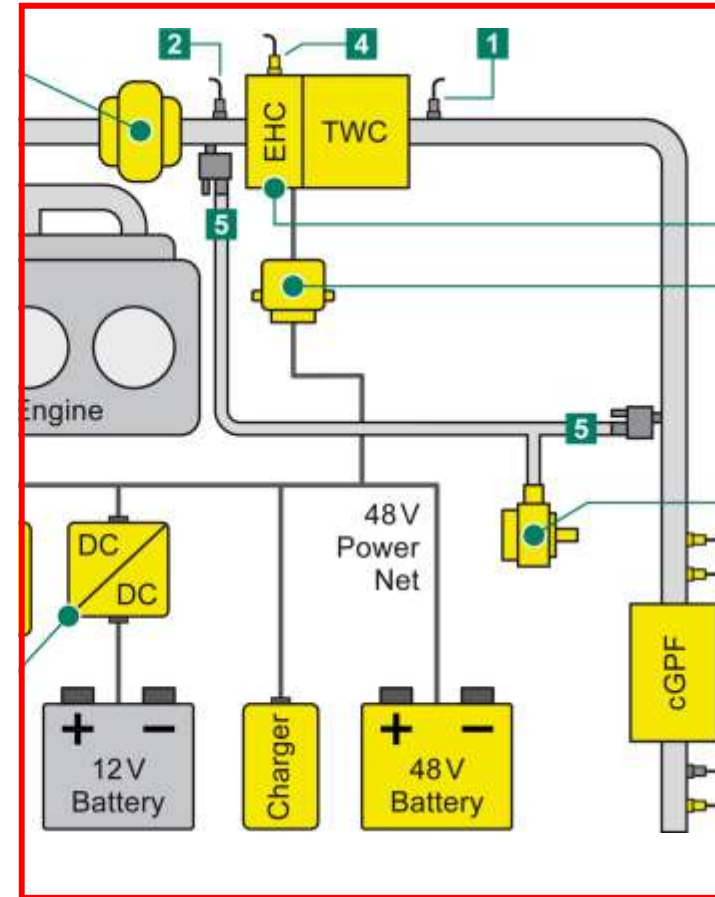 2
4
1
EHC
TWC
5
Engine
5
DC
DC
48V
Power
Net
cGPF
+ −
12V
Battery
Charger
+ −
48V
Battery